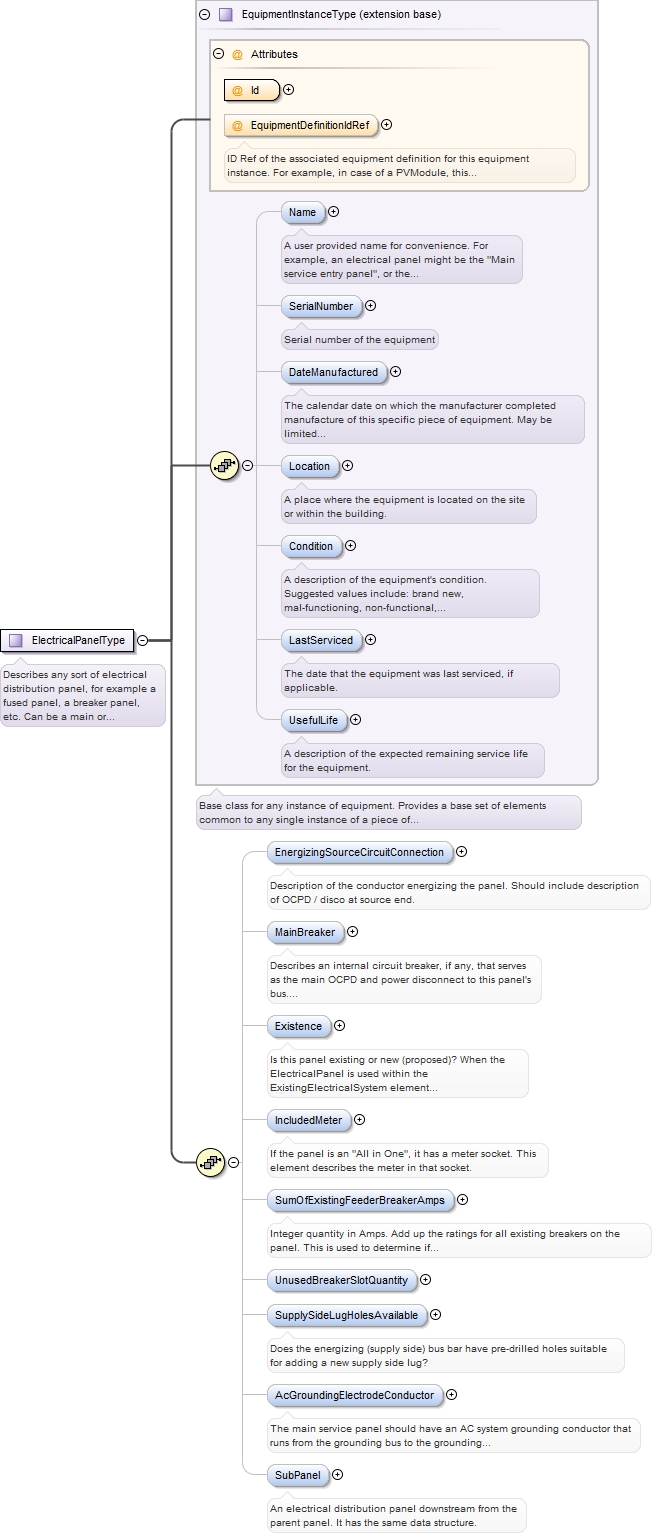 EquipmentInstanceType (extension base)
@ Attributes
@ Id
@ EquipmentDefinitionIdRef
ID Ref of the associated equipment definition for this equipment
instance. For example, in case of a PVModule, this...
Name
A user provided name for convenience. For
example, an electrical panel might be the "Main
service entry panel", or the...
SerialNumber
Serial number of the equipment
DateManufactured
The calendar date on which the manufacturer completed
manufacture of this specific piece of equipment. May be
limited...
Location
A place where the equipment is located on the site
or within the building.
Condition
A description of the equipment's condition.
Suggested values include: brand new,
mal-functioning, non-functional,...
ElectricalPanelType
Describes any sort of electrical
distribution panel, for example a
fused panel, a breaker panel,
etc. Can be a main or...
LastServiced
The date that the equipment was last serviced, if
applicable.
UsefulLife
A description of the expected remaining service life
for the equipment.
Base class for any instance of equipment. Provides a base set of elements
common to any single instance of a piece of...
EnergizingSourceCircuitConnection
Description of the conductor energizing the panel. Should include description
of OCPD / disco at source end.
MainBreaker
Describes an internal circuit breaker, if any, that serves
as the main OCPD and power disconnect to this panel's
bus....
Existence
Is this panel existing or new (proposed)? When the
ElectricalPanel is used within the
ExistingElectricalSystem element...
IncludedMeter
If the panel is an "All in One", it has a meter socket. This
element describes the meter in that socket.
SumOfExistingFeederBreakerAmps
Integer quantity in Amps. Add up the ratings for all existing breakers on the
panel. This is used to determine if...
UnusedBreakerSlotQuantity
SupplySideLugHolesAvailable
Does the energizing (supply side) bus bar have pre-drilled holes suitable
for adding a new supply side lug?
AcGroundingElectrodeConductor
The main service panel should have an AC system grounding conductor that
runs from the grounding bus to the grounding...
SubPanel
An electrical distribution panel downstream from the
parent panel. It has the same data structure.